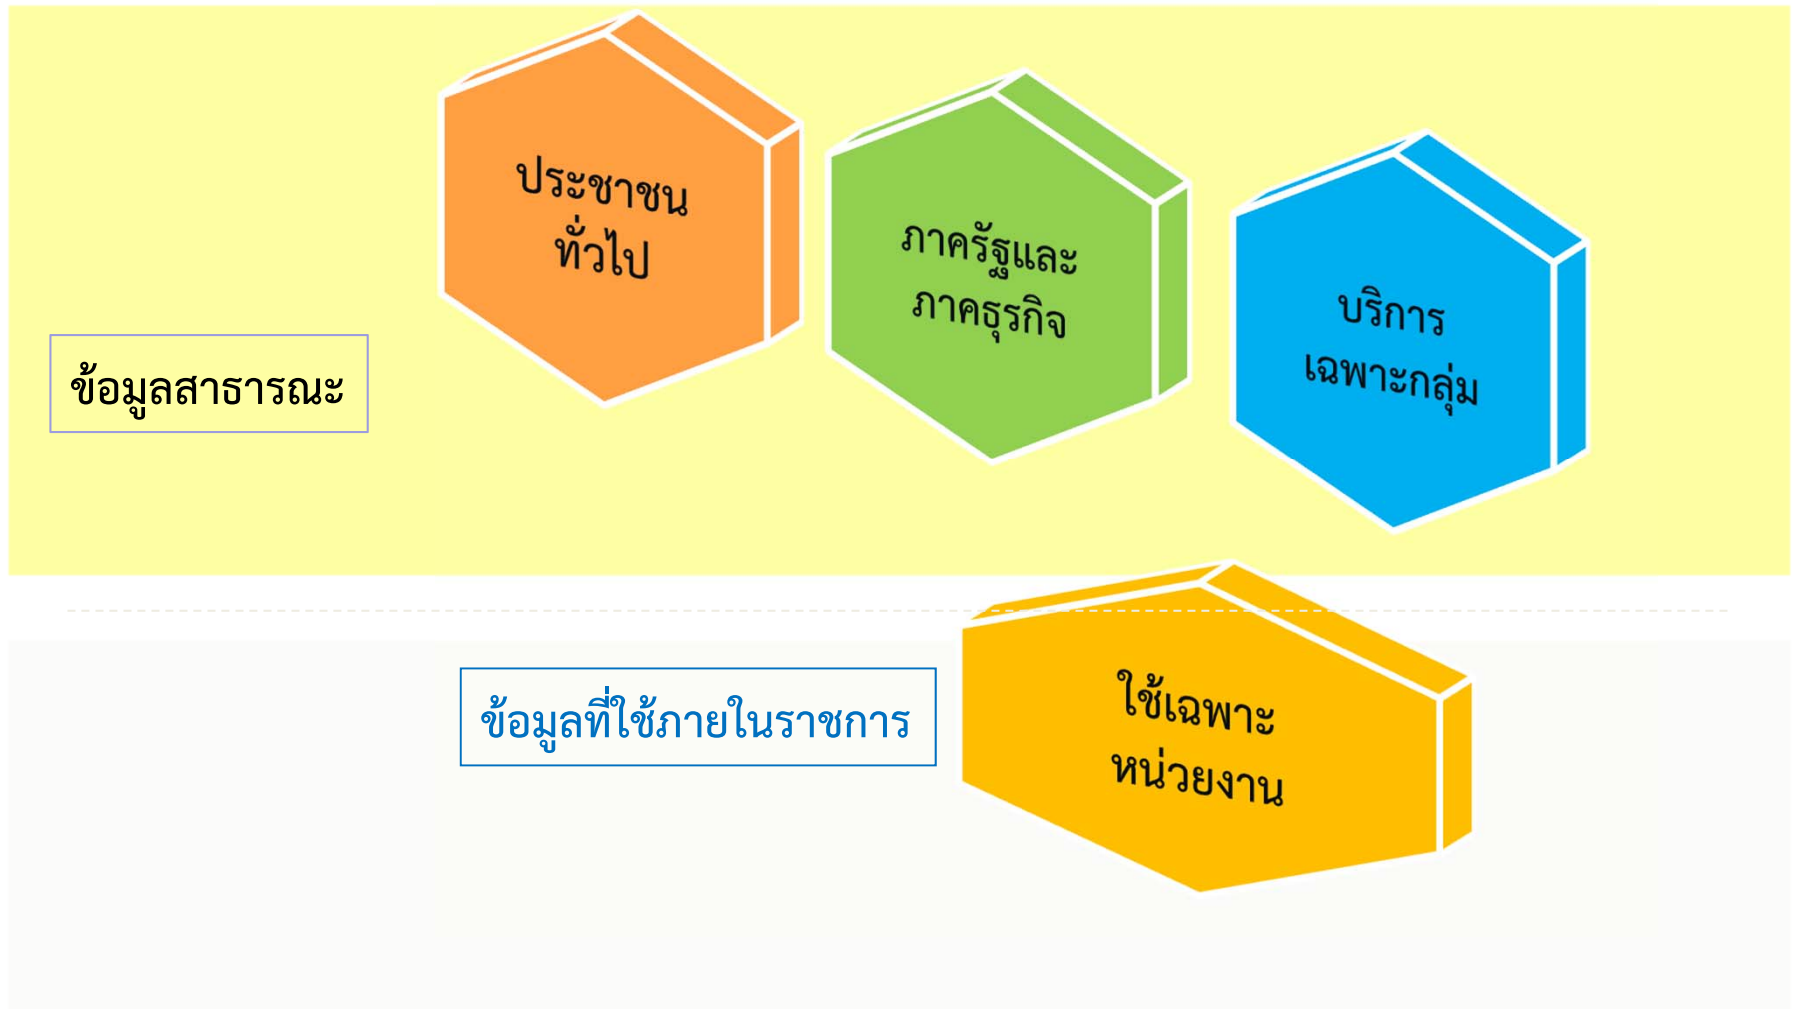 ประชาชน
ทั่วไป
ภาครัฐและ
ภาคธุรกิจ
บริการ
เฉพาะกลุ่ม
ข้อมูลสาธารณะ
ข้อมูลที่ใช้ภายในราชการ
ใช้เฉพาะ
หน่วยงาน